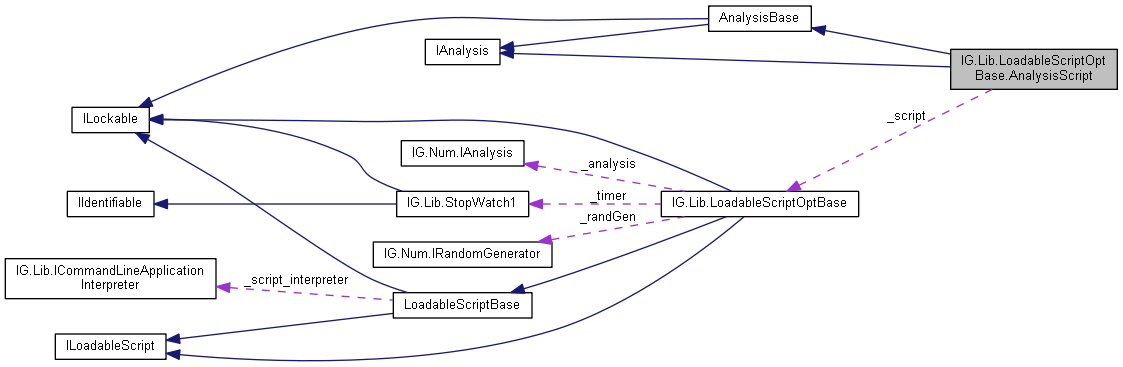 AnalysisBase
IAnalysis
IG.Lib.LoadableScriptOpt
Base.AnalysisScript
ILockable
_script
IG.Num.IAnalysis
_analysis
IIdentifiable
IG.Lib.StopWatch1
_timer
IG.Lib.LoadableScriptOptBase
_randGen
IG.Num.IRandomGenerator
IG.Lib.ICommandLineApplication
Interpreter
_script_interpreter
LoadableScriptBase
ILoadableScript